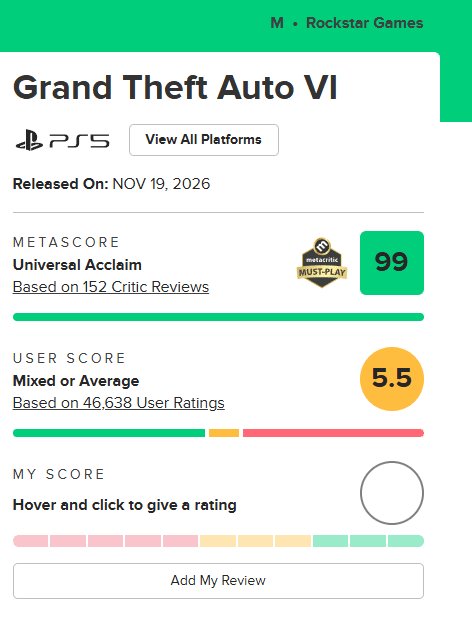 M • Rockstar Games
Grand Theft Auto VI
PS5
View All Platforms
Released On: NOV 19, 2026
METASCORE
Universal Acclaim
Based on 152 Critic Reviews
m
metacritic
MUST-PLAY
99
USER SCORE
Mixed or Average
Based on 46,638 User Ratings
5.5
MY SCORE
Hover and click to give a rating
Add My Review